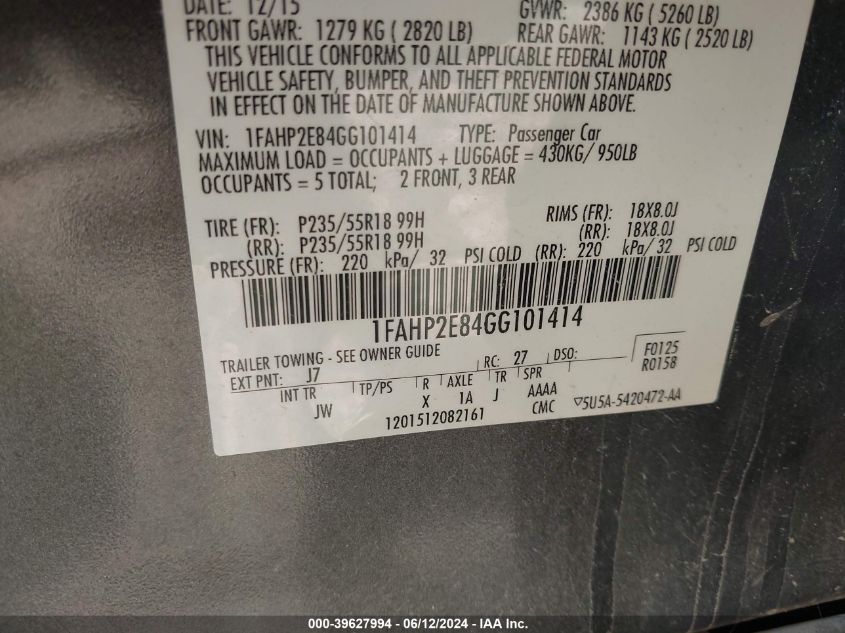 DATE: 12/15 GVWR: 2386 KG ( 5260 LB)
FRONT GAWR: 1279 KG ( 2820 LB) REAR GAWR: 1143 KG ( 2520 LB)
THIS VEHICLE CONFORMS TO ALL APPLICABLE FEDERAL MOTOR
VEHICLE SAFETY, BUMPER, AND THEFT PREVENTION STANDARDS
IN EFFECT ON THE DATE OF MANUFACTURE SHOWN ABOVE.
VIN: 1FAHP2E84GG101414 TYPE: Passenger Car
MAXIMUM LOAD = OCCUPANTS + LUGGAGE = 430KG/ 950LB
OCCUPANTS = 5 TOTAL; 2 FRONT, 3 REAR
TIRE (FR): P235/55R18 99H RIMS (FR): 18X8.0J
(RR): P235/55R18 99H (RR): 18X8.0J
PRESSURE (FR): 220 kPa/ 32 PSI COLD (RR): 220 kPa/ 32 PSI COLD
1FAHP2E84GG101414
TRAILER TOWING - SEE OWNER GUIDE RC: 27 DSO: F0125
EXT PNT: J7 R0158
INT TR TP/PS R AXLE TR SPR
JW X 1A J AAAA 5U5A-5420472-AA
1201512082161 CMC
000-39627994 - 06/12/2024 - IAA Inc.